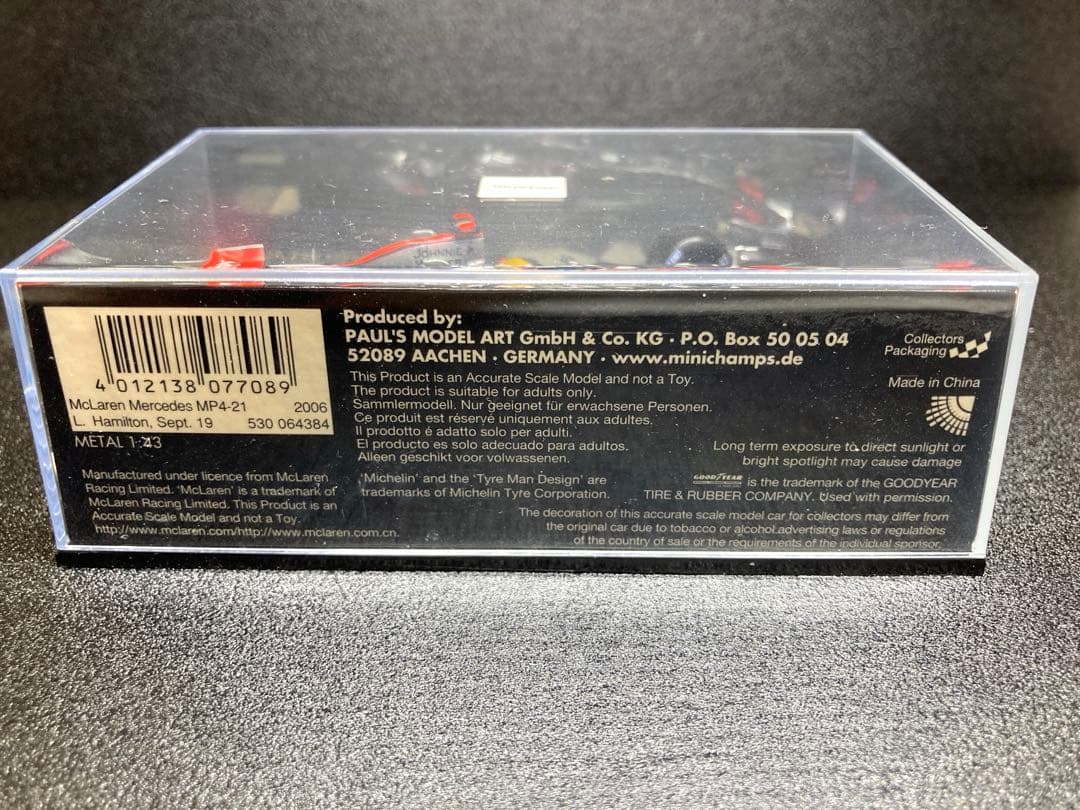 4 012138 077089
McLaren Mercedes MP4-21 2006
L. Hamilton, Sept. 19 530 064384
METAL 1:43
Manufactured under licence from McLaren
Racing Limited. 'McLaren' is a trademark of
McLaren Racing Limited. This Product is an
Accurate Scale Model and not a Toy.
http://www.mclaren.com/http://www.mclaren.com.cn.
Produced by:
PAUL'S MODEL ART GmbH & Co. KG · P.O. Box 50 05 04
52089 AACHEN · GERMANY · www.minichamps.de
This Product is an Accurate Scale Model and not a Toy.
The product is suitable for adults only.
Sammlermodell. Nur geeignet für erwachsene Personen.
Ce produit est réservé uniquement aux adultes.
Il prodotto é adatto solo per adulti.
El producto es solo adecuado para adultos.
Alleen geschikt voor volwassenen.
'Michelin' and the 'Tyre Man Design' are
trademarks of Michelin Tyre Corporation.
Collectors
Packaging
Made in China
Long term exposure to direct sunlight or
bright spotlight may cause damage
GOODYEAR is the trademark of the GOODYEAR
TIRE & RUBBER COMPANY. Used with permission.
The decoration of this accurate scale model car for collectors may differ from
the original car due to tobacco or alcohol advertising laws or regulations
of the country of sale or the requirements of the individual sponsor.